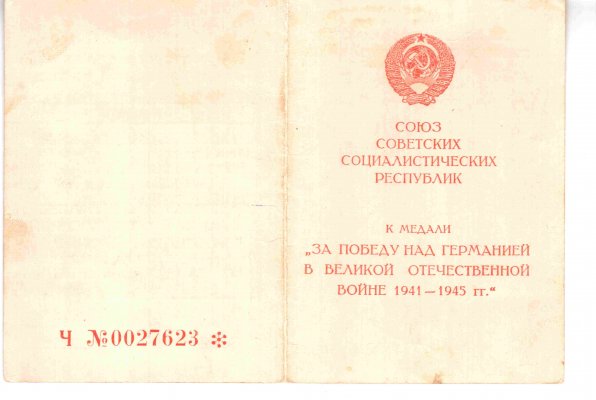 Ч №0027623 ✻
СОЮЗ
СОВЕТСКИХ
СОЦИАЛИСТИЧЕСКИХ
РЕСПУБЛИК
К МЕДАЛИ
„ЗА ПОБЕДУ НАД ГЕРМАНИЕЙ
В ВЕЛИКОЙ ОТЕЧЕСТВЕННОЙ
ВОЙНЕ 1941—1945 гг.“